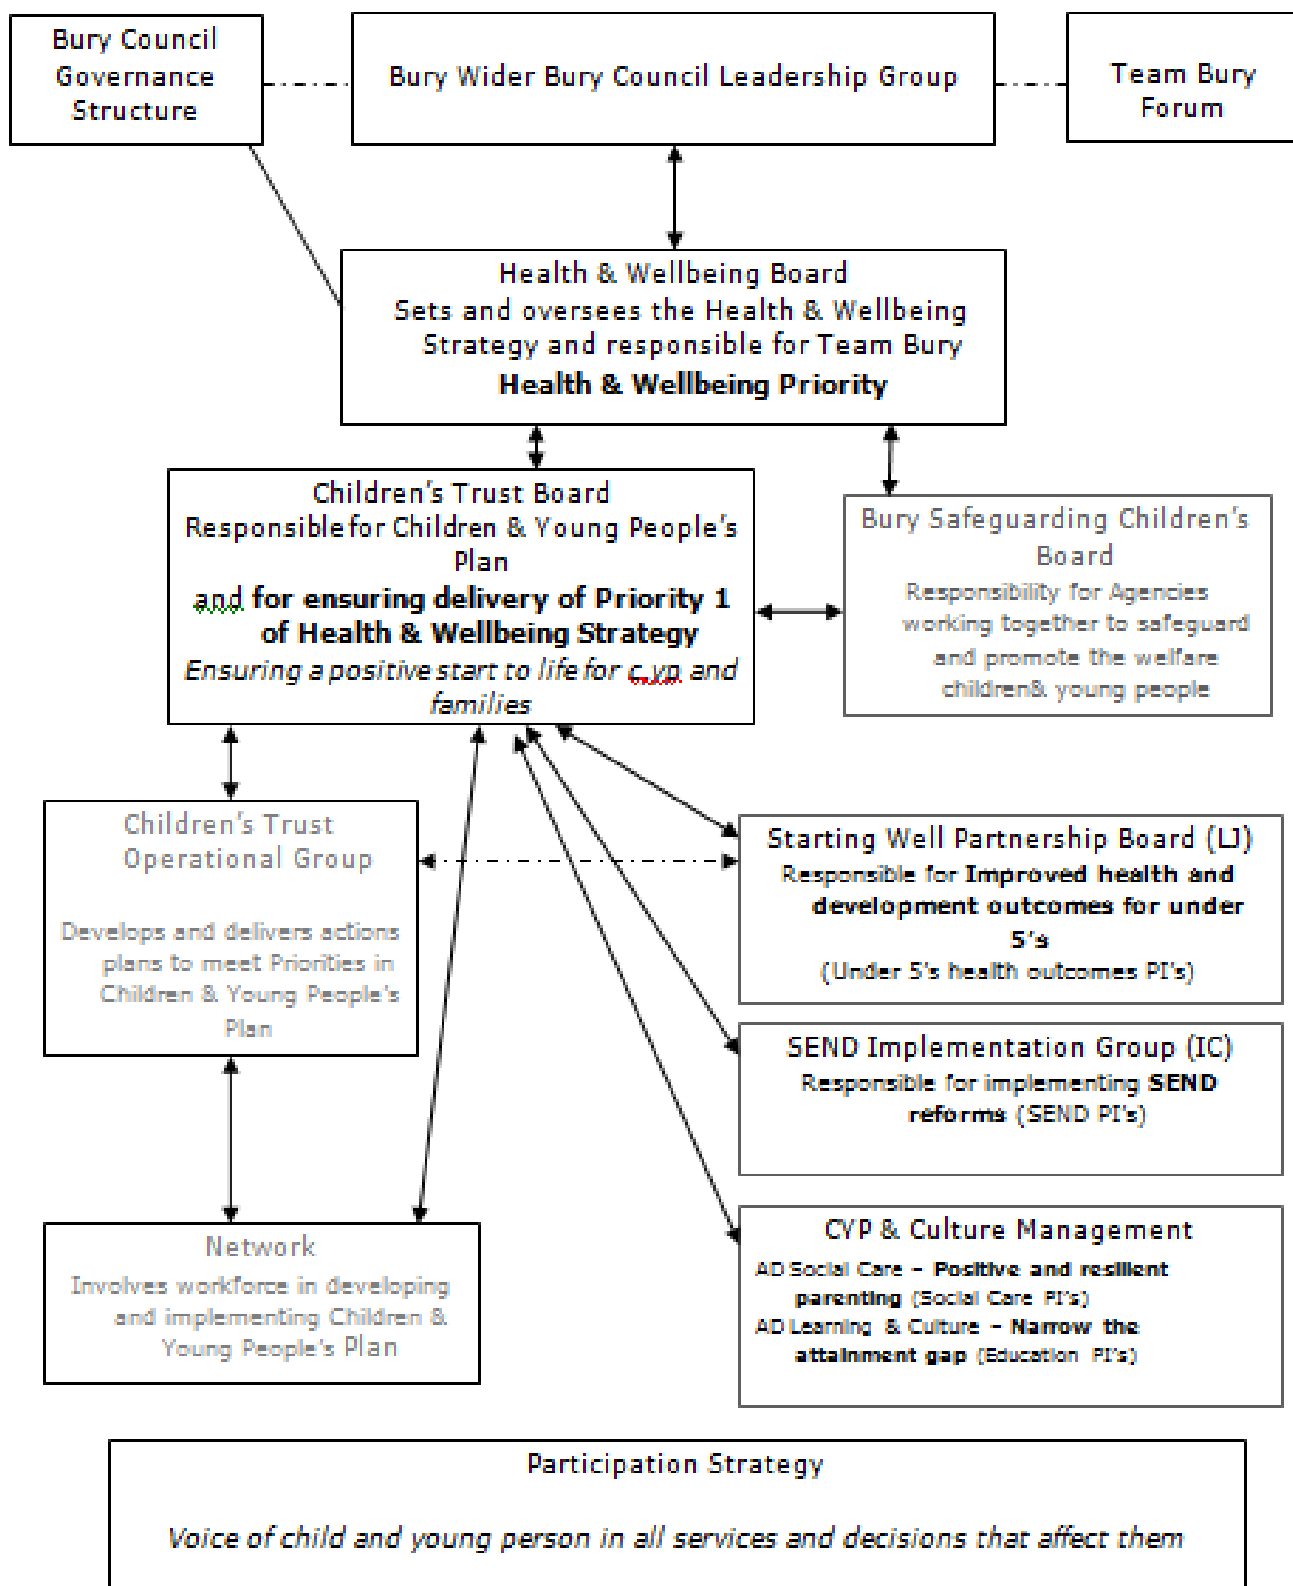 Bury Council
Governance
Structure
Bury Wider Bury Council Leadership Group
Team Bury
Forum
Health & Wellbeing Board
Sets and oversees the Health & Wellbeing
Strategy and responsible for Team Bury
Health & Wellbeing Priority
Children's Trust Board
Responsible for Children & Young People's
Plan
and for ensuring delivery of Priority 1
of Health & Wellbeing Strategy
Ensuring a positive start to life for c.yp and
families
Bury Safeguarding Children's
Board
Responsibility for Agencies
working together to safeguard
and promote the welfare
children& young people
Children's Trust
Operational Group
Develops and delivers actions
plans to meet Priorities in
Children & Young People's
Plan
Starting Well Partnership Board (LJ)
Responsible for Improved health and
development outcomes for under
5's
(Under 5's health outcomes PI's)
SEND Implementation Group (IC)
Responsible for implementing SEND
reforms (SEND PI's)
Network
Involves workforce in developing
and implementing Children &
Young People's Plan
CYP & Culture Management
AD Social Care – Positive and resilient
parenting (Social Care PI's)
AD Learning & Culture – Narrow the
attainment gap (Education PI's)
Participation Strategy
Voice of child and young person in all services and decisions that affect them